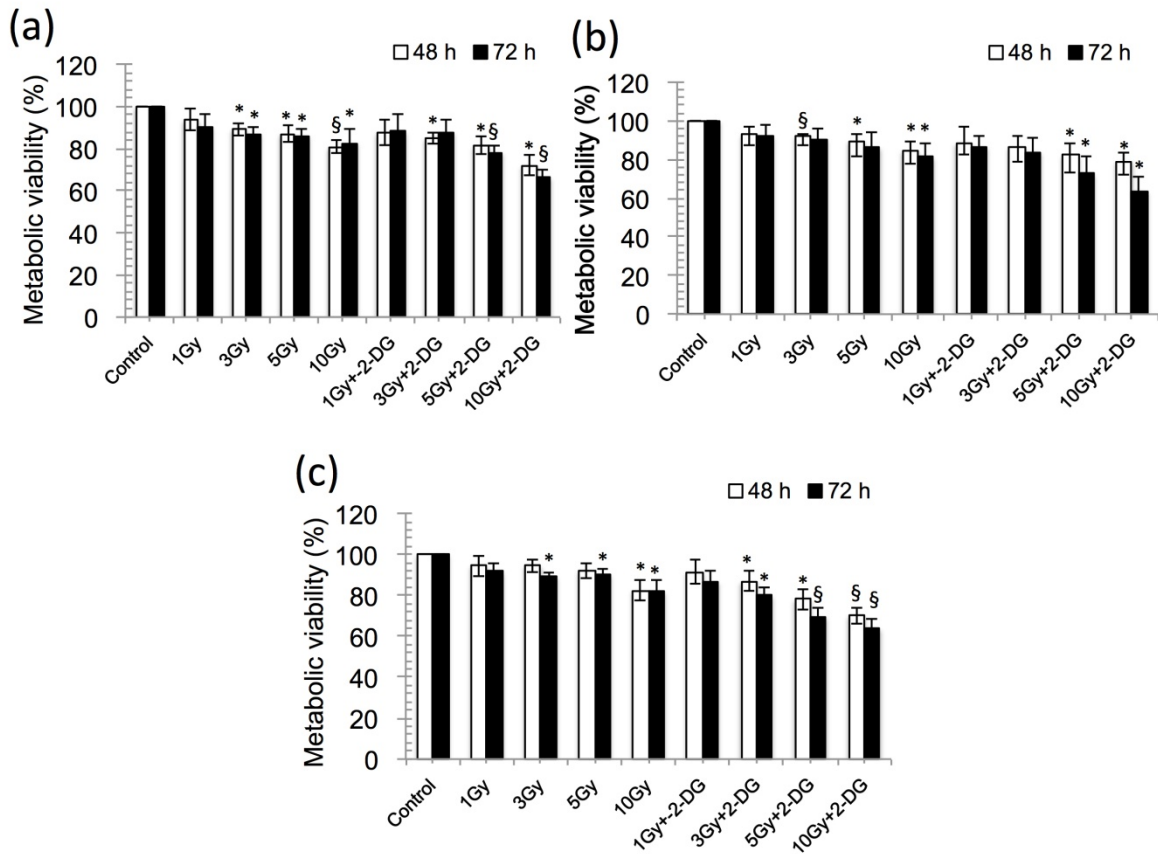 (a)
48 h 72 h
Metabolic viability (%)
120
100
80
60
40
20
0
* * * * § * * * § * §
Control 1Gy 3Gy 5Gy 10Gy 1Gy+-2-DG 3Gy+2-DG 5Gy+2-DG 10Gy+2-DG
(b)
48 h 72 h
Metabolic viability (%)
120
100
80
60
40
20
0
§ * * * * * * *
Control 1Gy 3Gy 5Gy 10Gy 1Gy+-2-DG 3Gy+2-DG 5Gy+2-DG 10Gy+2-DG
(c)
48 h 72 h
Metabolic viability (%)
120
100
80
60
40
20
0
* * * * * * * § § §
Control 1Gy 3Gy 5Gy 10Gy 1Gy+-2-DG 3Gy+2-DG 5Gy+2-DG 10Gy+2-DG